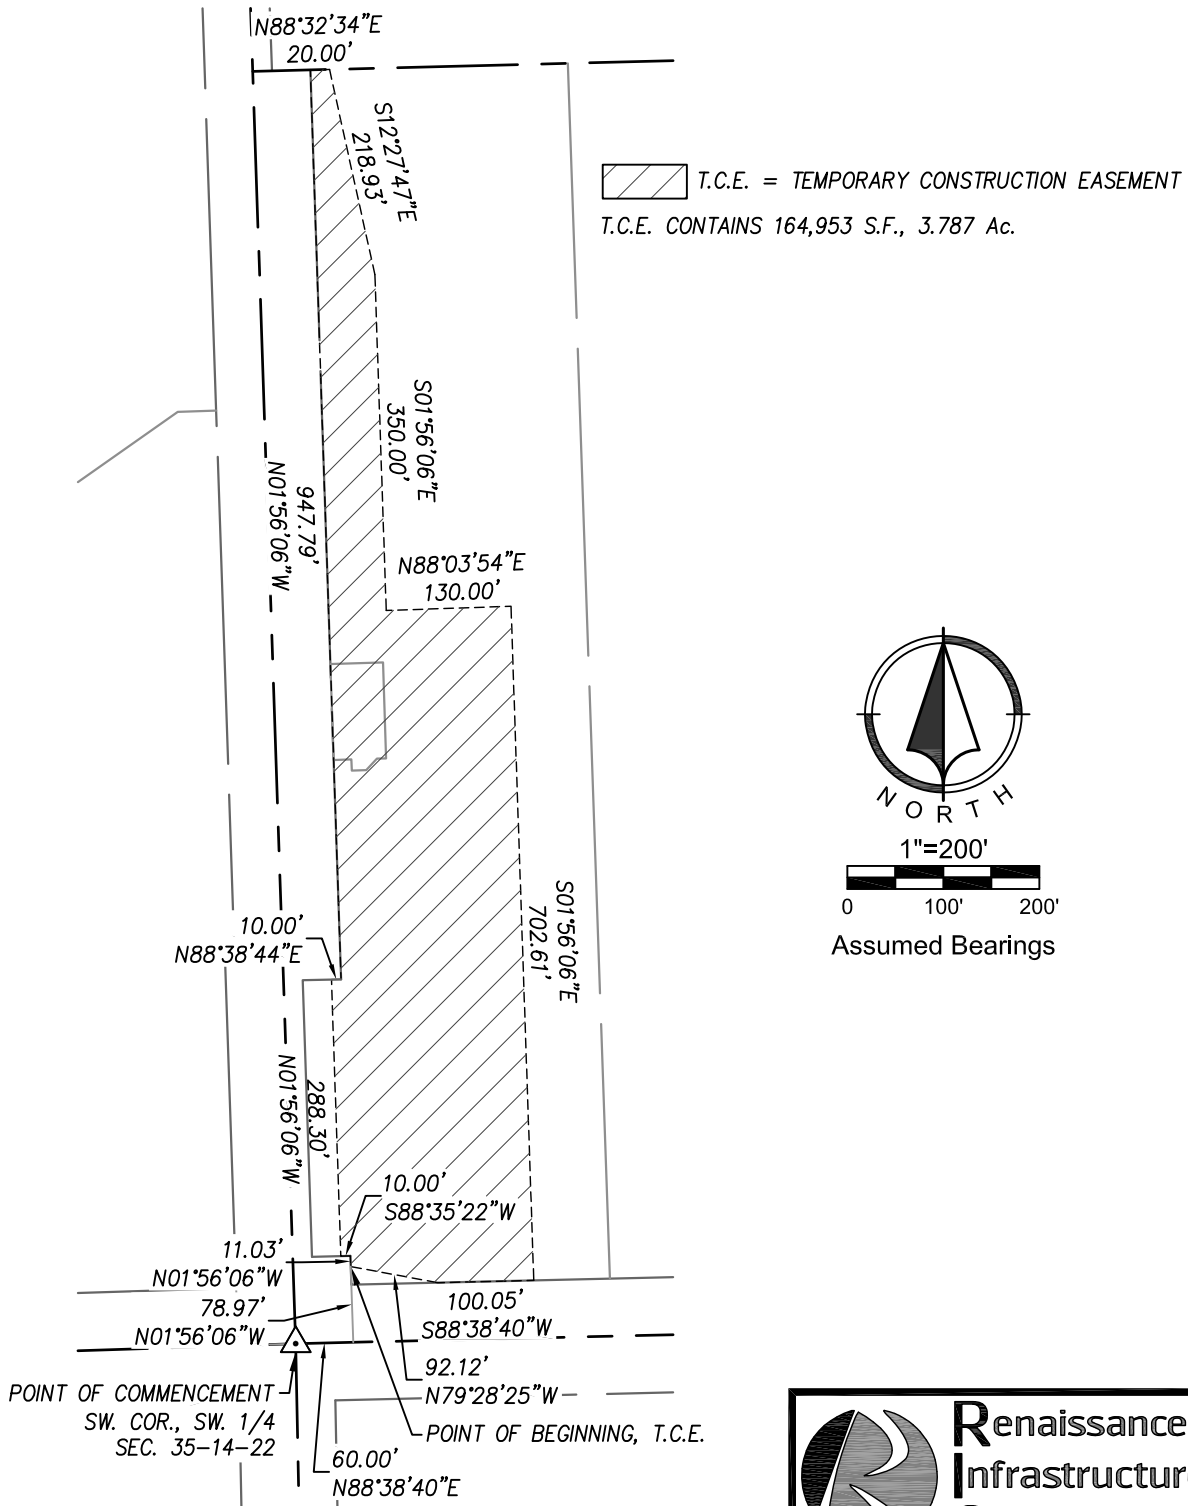 N88°32'34"E
20.00'
S12°27'47"E
218.93'
T.C.E. = TEMPORARY CONSTRUCTION EASEMENT
T.C.E. CONTAINS 164,953 S.F., 3.787 Ac.
S01°56'06"E
350.00'
947.79'
N01°56'06"W
N88°03'54"E
130.00'
NORTH
1"=200'
0 100' 200'
Assumed Bearings
S01°56'06"E
702.61'
10.00'
N88°38'44"E
288.30'
N01°56'06"W
10.00'
S88°35'22"W
11.03'
N01°56'06"W
78.97'
N01°56'06"W
100.05'
S88°38'40"W
92.12'
N79°28'25"W
POINT OF COMMENCEMENT
SW. COR., SW. 1/4
SEC. 35-14-22
POINT OF BEGINNING, T.C.E.
60.00'
N88°38'40"E
Renaissance
Infrastructur